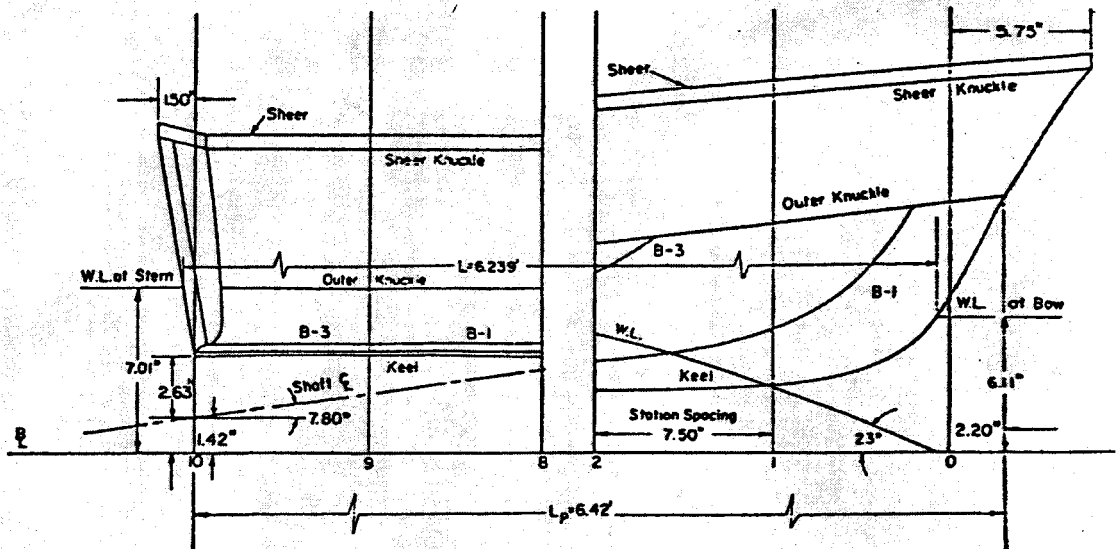 5.75"
Sheer
Sheer Knuckle
1.50"
Sheer
Sheer Knuckle
Outer Knuckle
B-3
L=6.239'
W.L. at Stern
Outer Knuckle
B-1
W.L. at Bow
B-3 B-1
W.L.
7.01"
Keel
Keel
2.63"
Shaft ℄
6.11"
7.80°
Station Spacing
7.50"
2.20"
1.42"
23°
B
L
10 9 8 2 1 0
Lp=6.42'